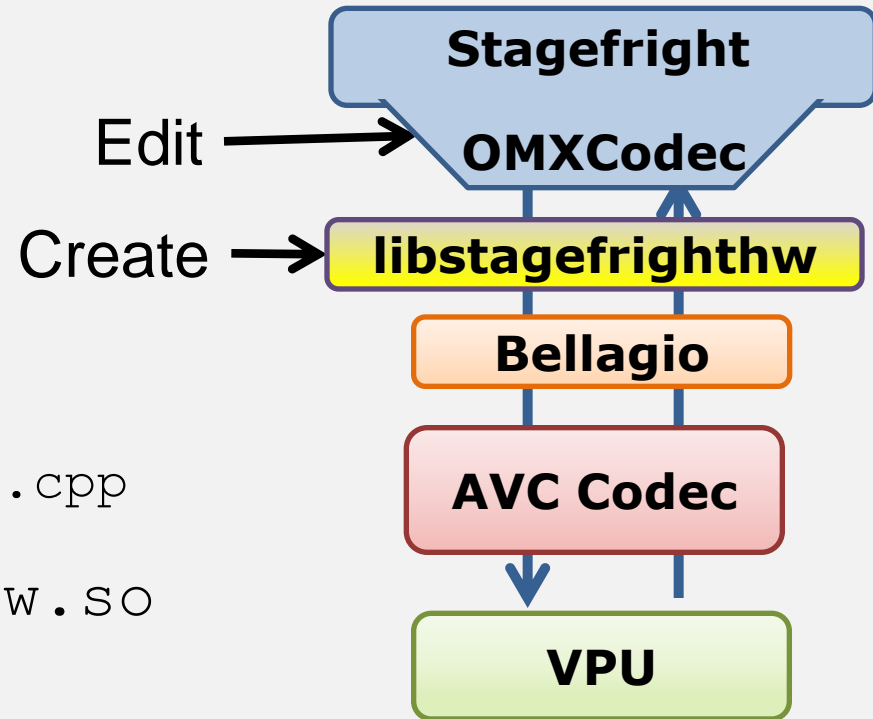 Stagefright
Edit
OMXCodec
Create
libstagefrighthw
Bellagio
.cpp
AVC Codec
w.so
VPU